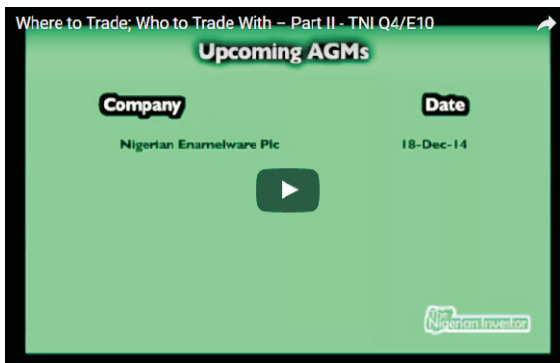 Where to Trade; Who to Trade With – Part II - TNI Q4/E10
Upcoming AGMs
Company Date
Nigerian Enamelware Plc 18-Dec-14
The
Nigerian Investor